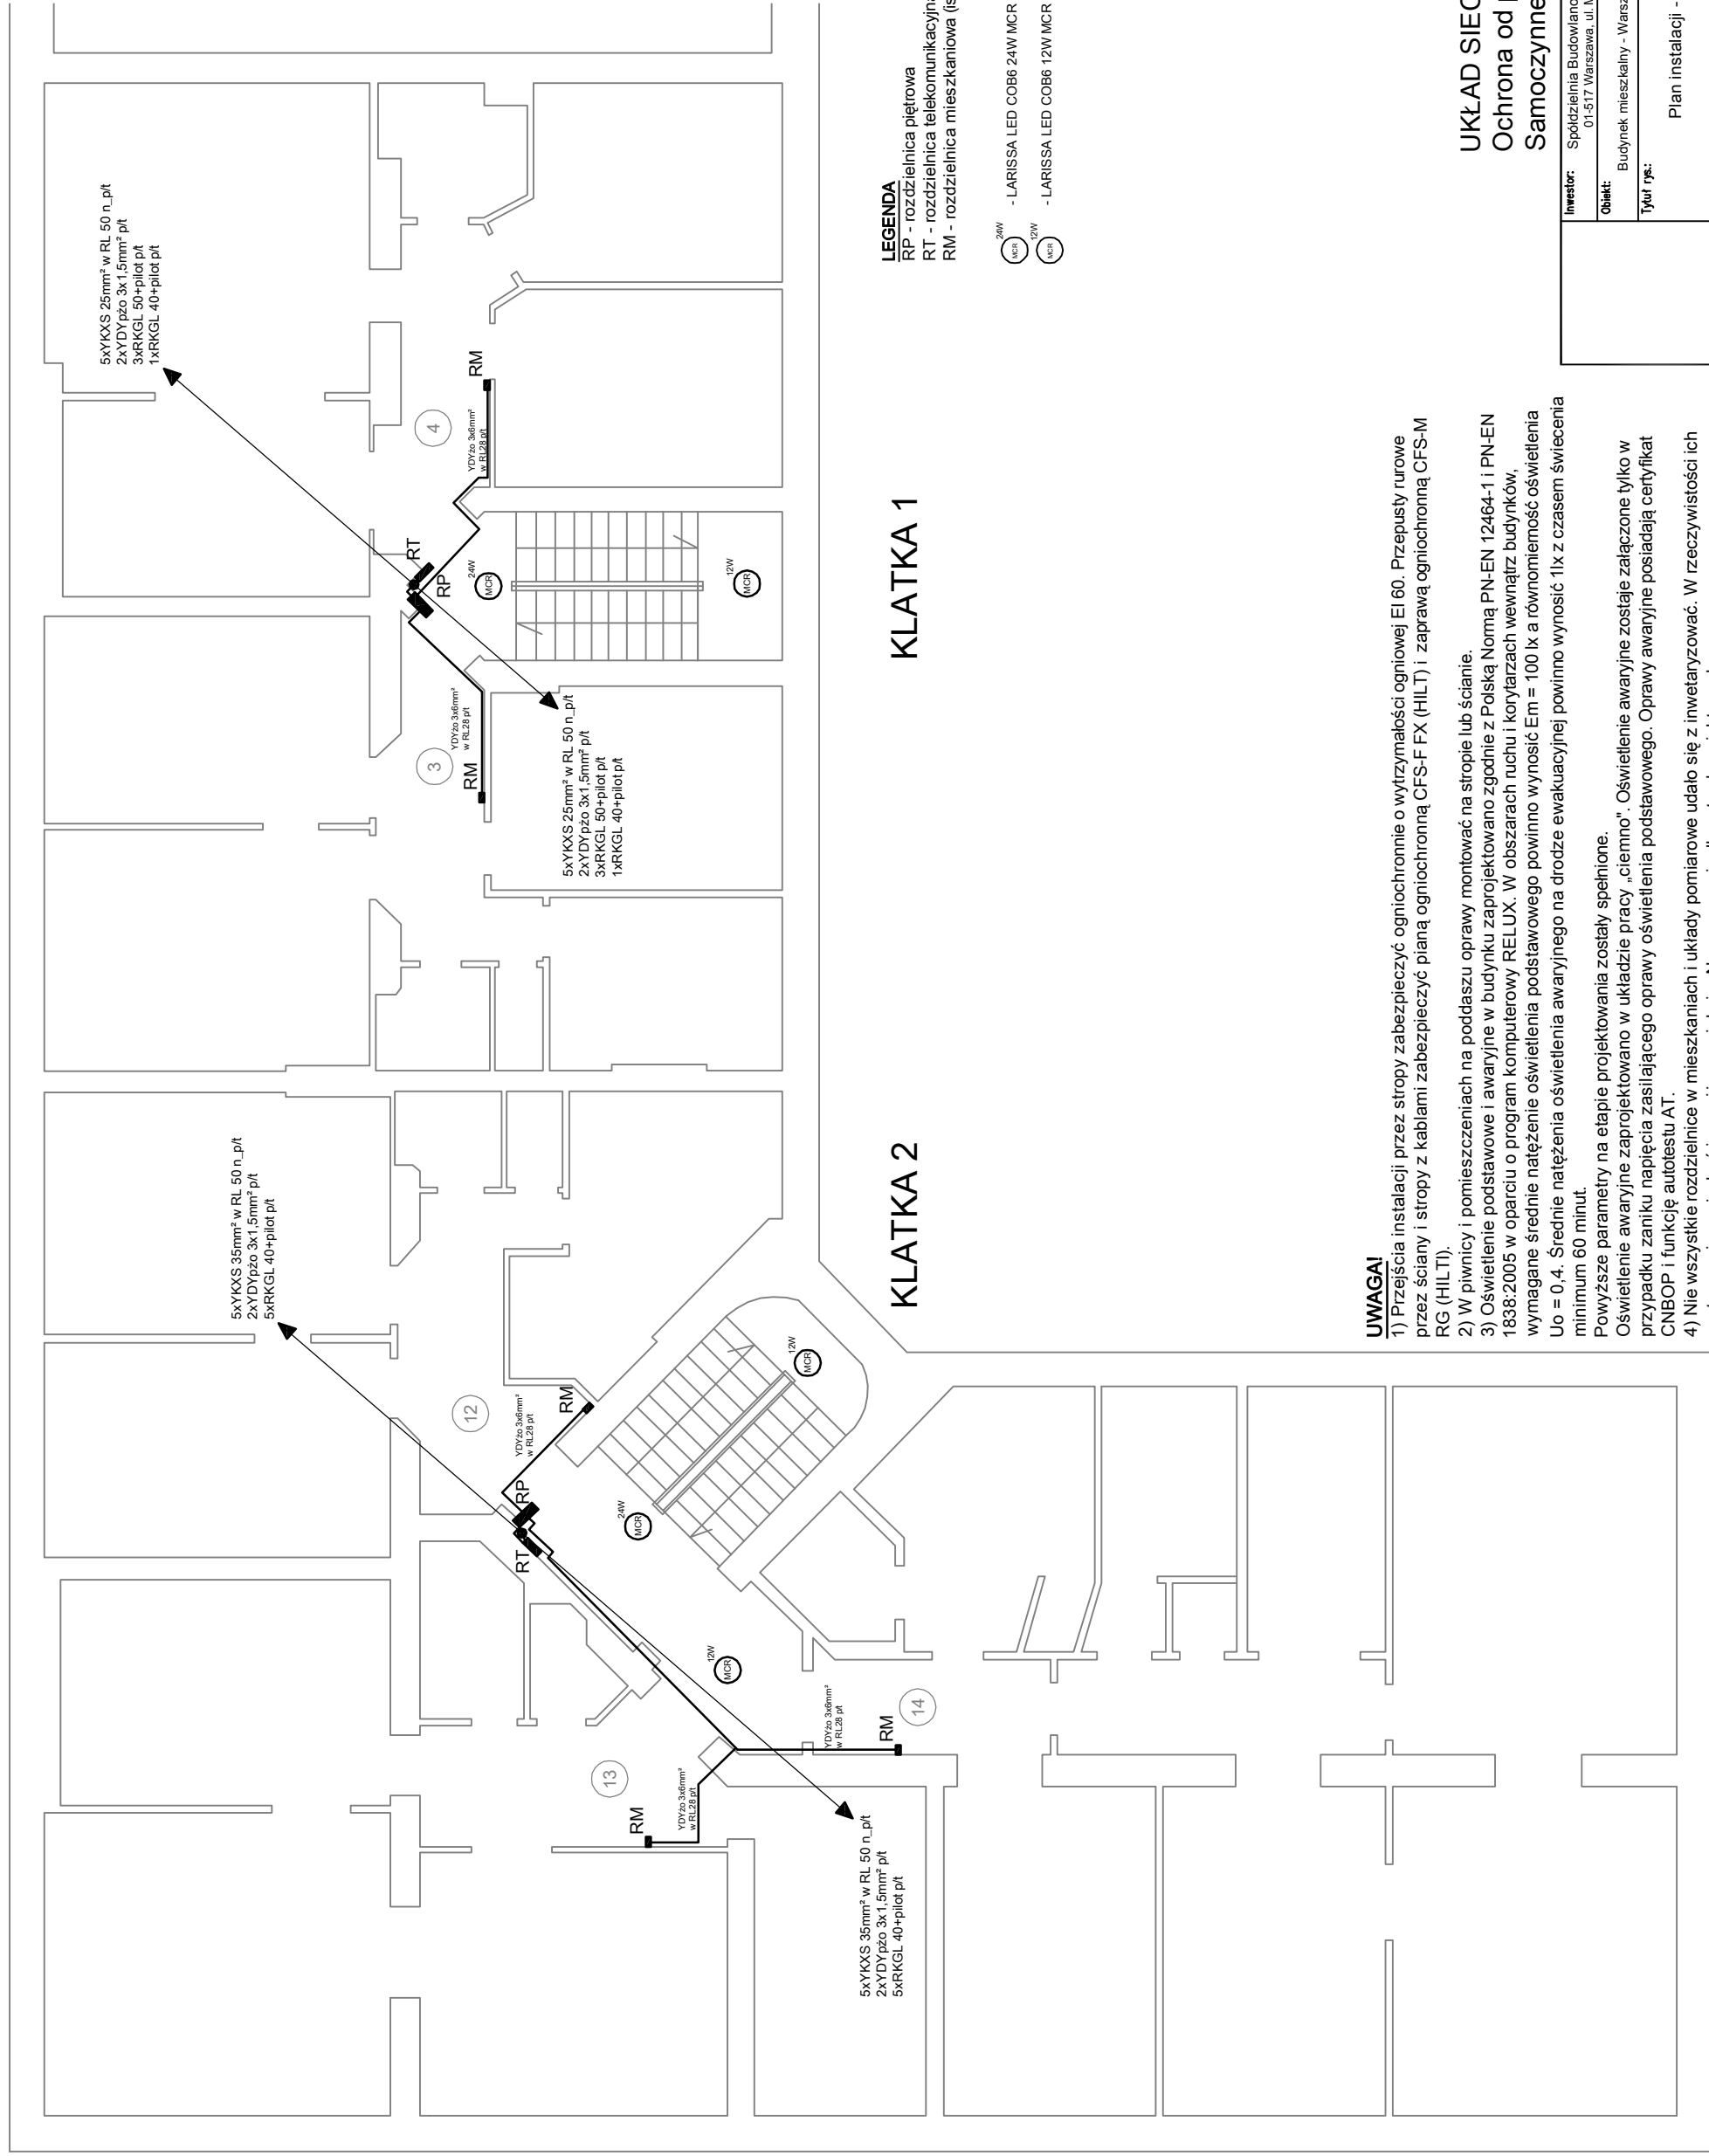 5xYKXS 25mm² w RL 50 n_p/t
2xYDYpżo 3x1,5mm² p/t
3xRKGL 50+pilot p/t
1xRKGL 40+pilot p/t
RM
4
YDYżo 3x6mm²
w RL28 p/t
RT
RP
24W
MCR
12W
MCR
3
YDYżo 3x6mm²
w RL28 p/t
RM
5xYKXS 25mm² w RL 50 n_p/t
2xYDYpżo 3x1,5mm² p/t
3xRKGL 50+pilot p/t
1xRKGL 40+pilot p/t
KLATKA 1
5xYKXS 35mm² w RL 50 n_p/t
2xYDYpżo 3x1,5mm² p/t
5xRKGL 40+pilot p/t
12
RM
YDYżo 3x6mm²
w RL28 p/t
RP
RT
24W
MCR
12W
MCR
12W
MCR
13
RM
YDYżo 3x6mm²
w RL28 p/t
YDYżo 3x6mm²
w RL28 p/t
RM
14
5xYKXS 35mm² w RL 50 n_p/t
2xYDYpżo 3x1,5mm² p/t
5xRKGL 40+pilot p/t
KLATKA 2
LEGENDA
RP - rozdzielnica piętrowa
RT - rozdzielnica telekomunikacyjna
RM - rozdzielnica mieszkaniowa (is
24W
MCR - LARISSA LED COB6 24W MCR
12W
MCR - LARISSA LED COB6 12W MCR
UWAGA!
1) Przejścia instalacji przez stropy zabezpieczyć ogniochronnie o wytrzymałości ogniowej EI 60. Przepusty rurowe
przez ściany i stropy z kablami zabezpieczyć pianą ogniochronną CFS-F FX (HILT) i zaprawą ogniochronną CFS-M
RG (HILTI).
2) W piwnicy i pomieszczeniach na poddaszu oprawy montować na stropie lub ścianie.
3) Oświetlenie podstawowe i awaryjne w budynku zaprojektowano zgodnie z Polską Normą PN-EN 12464-1 i PN-EN
1838:2005 w oparciu o program komputerowy RELUX. W obszarach ruchu i korytarzach wewnątrz budynków,
wymagane średnie natężenie oświetlenia podstawowego powinno wynosić Em = 100 lx a równomierność oświetlenia
Uo = 0,4. Średnie natężenia oświetlenia awaryjnego na drodze ewakuacyjnej powinno wynosić 1lx z czasem świecenia
minimum 60 minut.
Powyższe parametry na etapie projektowania zostały spełnione.
Oświetlenie awaryjne zaprojektowano w układzie pracy „ciemno". Oświetlenie awaryjne zostaje załączone tylko w
przypadku zaniku napięcia zasilającego oprawy oświetlenia podstawowego. Oprawy awaryjne posiadają certyfikat
CNBOP i funkcję autotestu AT.
4) Nie wszystkie rozdzielnice w mieszkaniach i układy pomiarowe udało się z inwetaryzować. W rzeczywistości ich
UKŁAD SIEC
Ochrona od p
Samoczynne
Inwestor:
Spółdzielnia Budowlano
01-517 Warszawa, ul. M
Obiekt:
Budynek mieszkalny - Warsz
Tytuł rys.:
Plan instalacji -